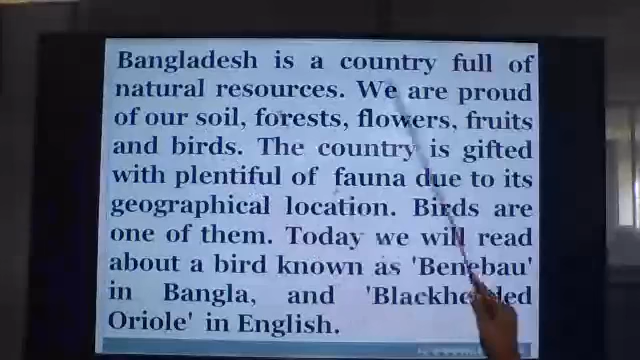 Bangladesh is a country full of
natural resources. We are proud
of our soil, forests, flowers, fruits
and birds. The country is gifted
with plentiful of fauna due to its
geographical location. Birds are
one of them. Today we will read
about a bird known as 'Benebau'
in Bangla, and
Oriole' in English.